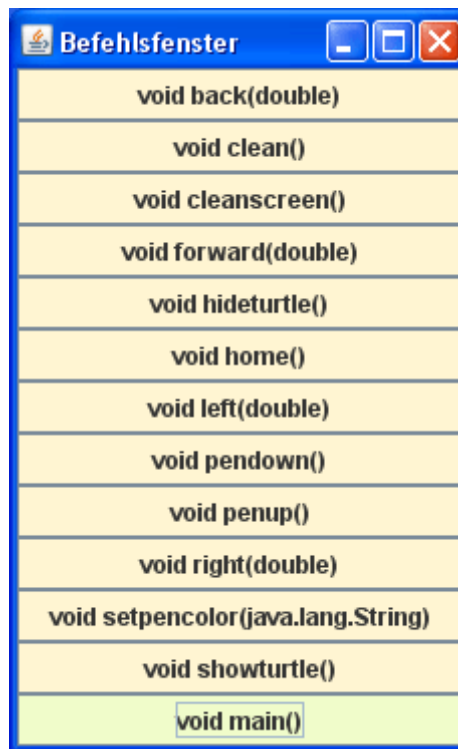 Befehlsfenster
void back(double)
void clean()
void cleanscreen()
void forward(double)
void hideturtle()
void home()
void left(double)
void pendown()
void penup()
void right(double)
void setpencolor(java.lang.String)
void showturtle()
void main()